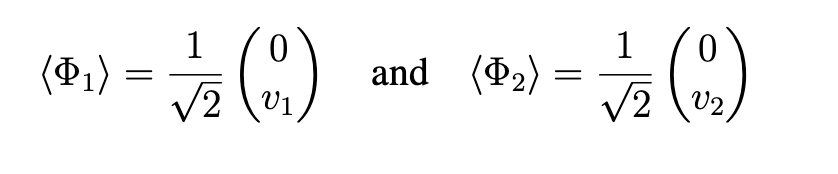 ⟨Φ₁⟩ = 1/√2 (0 v₁) and ⟨Φ₂⟩ = 1/√2 (0 v₂)